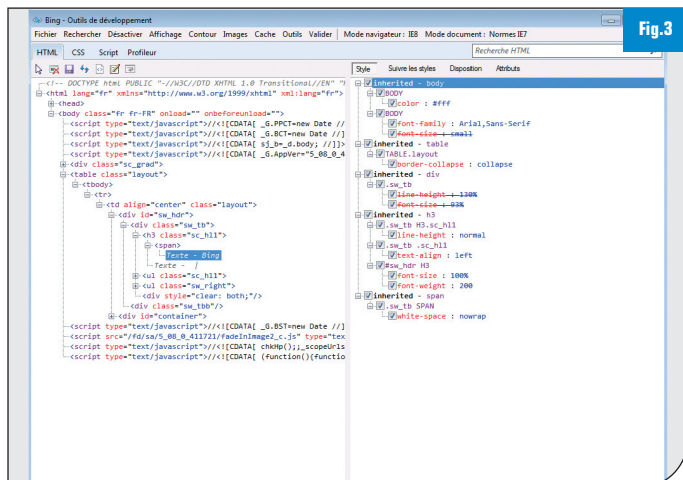 Bing - Outils de développement
Fig.3
Fichier Rechercher Désactiver Affichage Contour Images Cache Outils Valider | Mode navigateur : IE8 Mode document : Normes IE7
HTML CSS Script Profileur
Recherche HTML
Style Suivre les styles Disposition Attributs
<!-- DOCTYPE html PUBLIC "-//W3C//DTD XHTML 1.0 Transitional//EN" "
<html lang="fr" xmlns="http://www.w3.org/1999/xhtml" xml:lang="fr">
<head>
<body class="fr fr-FR" onload="" onbeforeunload="">
<script type="text/javascript">//<![CDATA[ _G.PPCT=new Date //
<script type="text/javascript">//<![CDATA[ _G.BCT=new Date //]
<script type="text/javascript">//<![CDATA[ sj_b=_d.body; //]]>
<script type="text/javascript">//<![CDATA[ _G.AppVer="5_08_0_4
<div class="sc_grad">
<table class="layout">
<tbody>
<tr>
<td align="center" class="layout">
<div id="sw_hdr">
<div class="sw_tb">
<h3 class="sc_hl1">
<span>
Texte - Bing
Texte - |
<ul class="sc_hl1">
<ul class="sw_right">
<div style="clear: both;"/>
<div class="sw_tbb"/>
<div id="container">
<script type="text/javascript">//<![CDATA[ _G.BST=new Date //]
<script src="/fd/sa/5_08_0_411721/fadeInImage2_c.js" type="tex
<script type="text/javascript">//<![CDATA[ chkHp();;_scopeUrls
<script type="text/javascript">//<![CDATA[ (function(){functio
inherited - body
BODY
color : #fff
BODY
font-family : Arial,Sans-Serif
font-size : small
inherited - table
TABLE.layout
border-collapse : collapse
inherited - div
.sw_tb
line-height : 130%
font-size : 93%
inherited - h3
.sw_tb H3.sc_hl1
line-height : normal
.sw_tb .sc_hl1
text-align : left
#sw_hdr H3
font-size : 100%
font-weight : 200
inherited - span
.sw_tb SPAN
white-space : nowrap